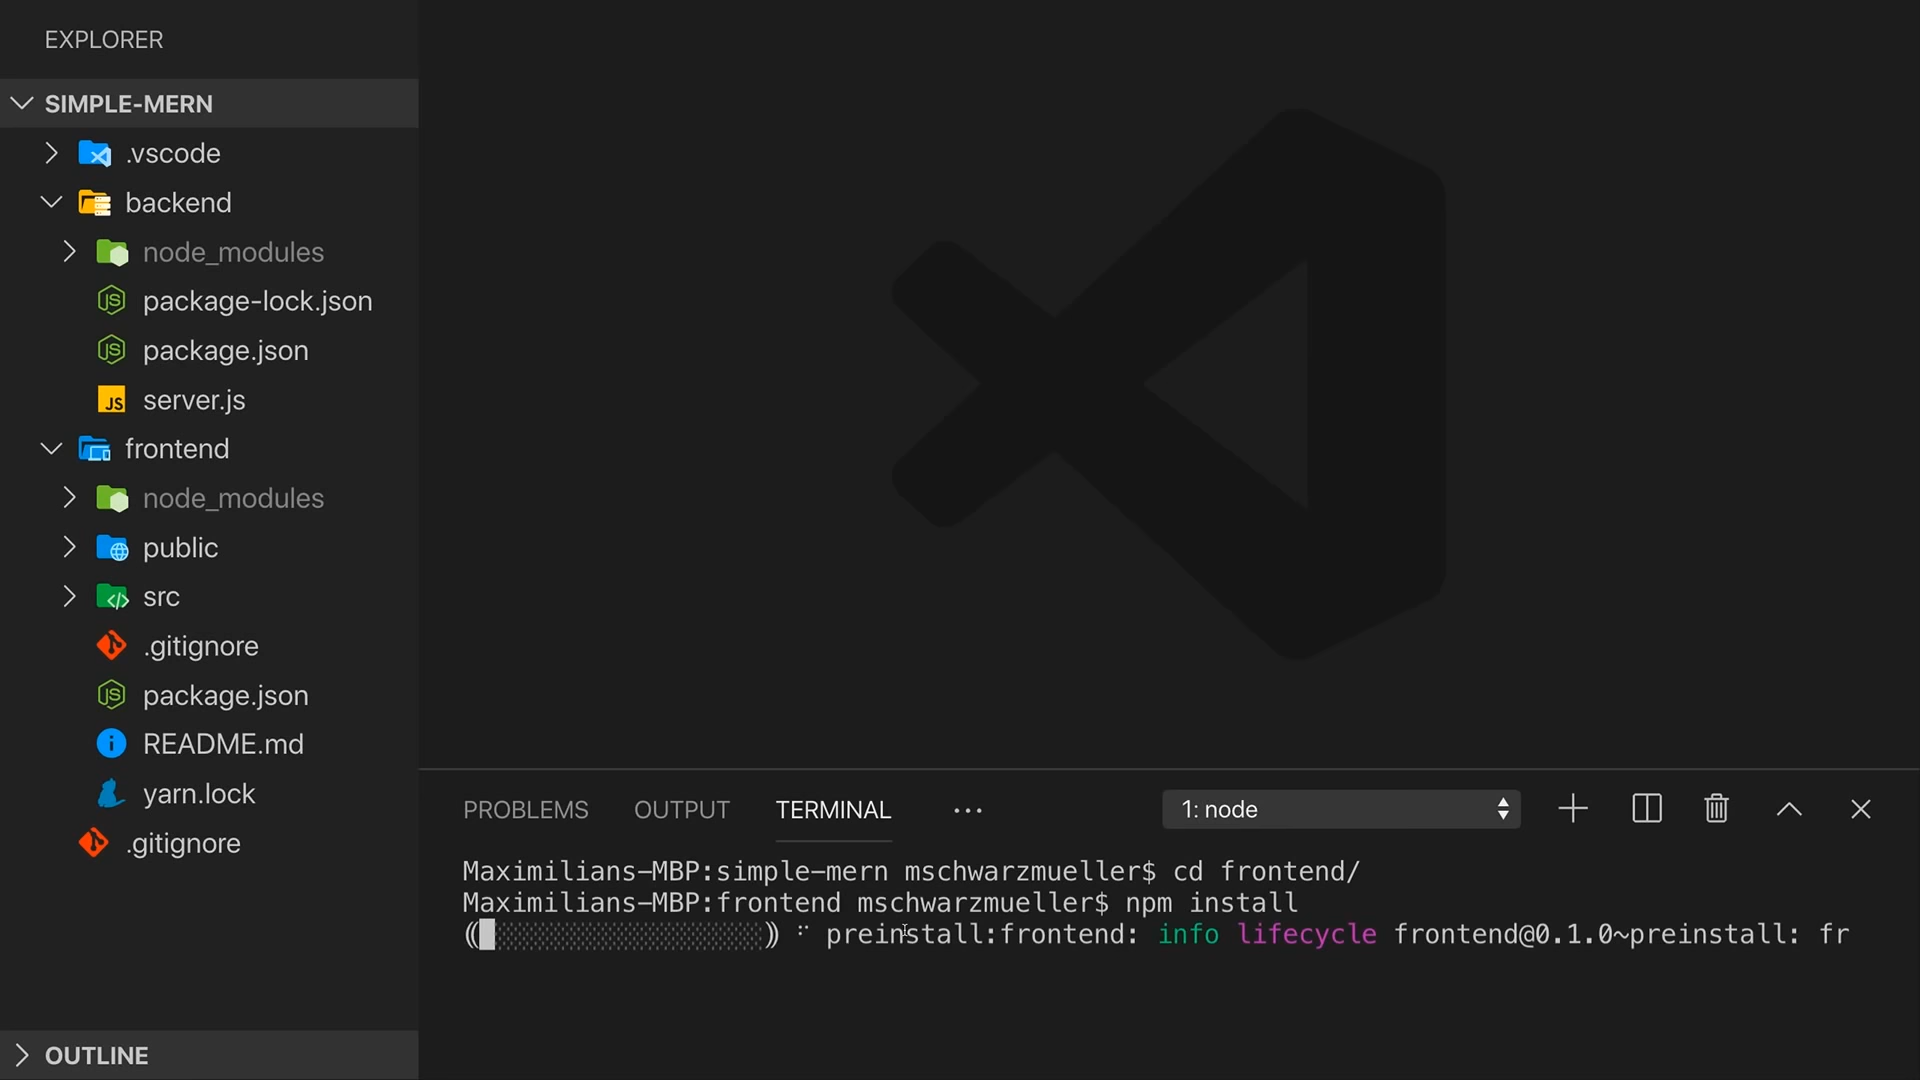 EXPLORER
SIMPLE-MERN
.vscode
backend
node_modules
package-lock.json
package.json
server.js
frontend
node_modules
public
src
.gitignore
package.json
README.md
yarn.lock
.gitignore
OUTLINE
PROBLEMS OUTPUT TERMINAL ··· 1: node
Maximilians-MBP:simple-mern mschwarzmueller$ cd frontend/
Maximilians-MBP:frontend mschwarzmueller$ npm install
preinstall:frontend: info lifecycle frontend@0.1.0~preinstall: fr